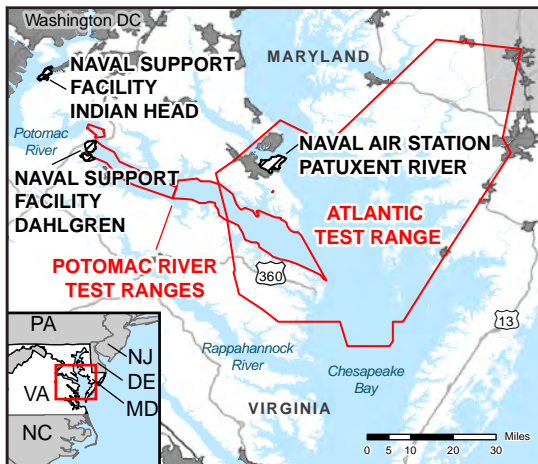 Washington DC
MARYLAND
NAVAL SUPPORT
FACILITY
INDIAN HEAD
Potomac
River
NAVAL AIR STATION
PATUXENT RIVER
NAVAL SUPPORT
FACILITY
DAHLGREN
ATLANTIC
TEST RANGE
POTOMAC RIVER
TEST RANGES
360
13
Rappahannock
River
Chesapeake
Bay
VIRGINIA
PA
NJ
DE
VA
MD
NC
Miles
0 5 10 20 30